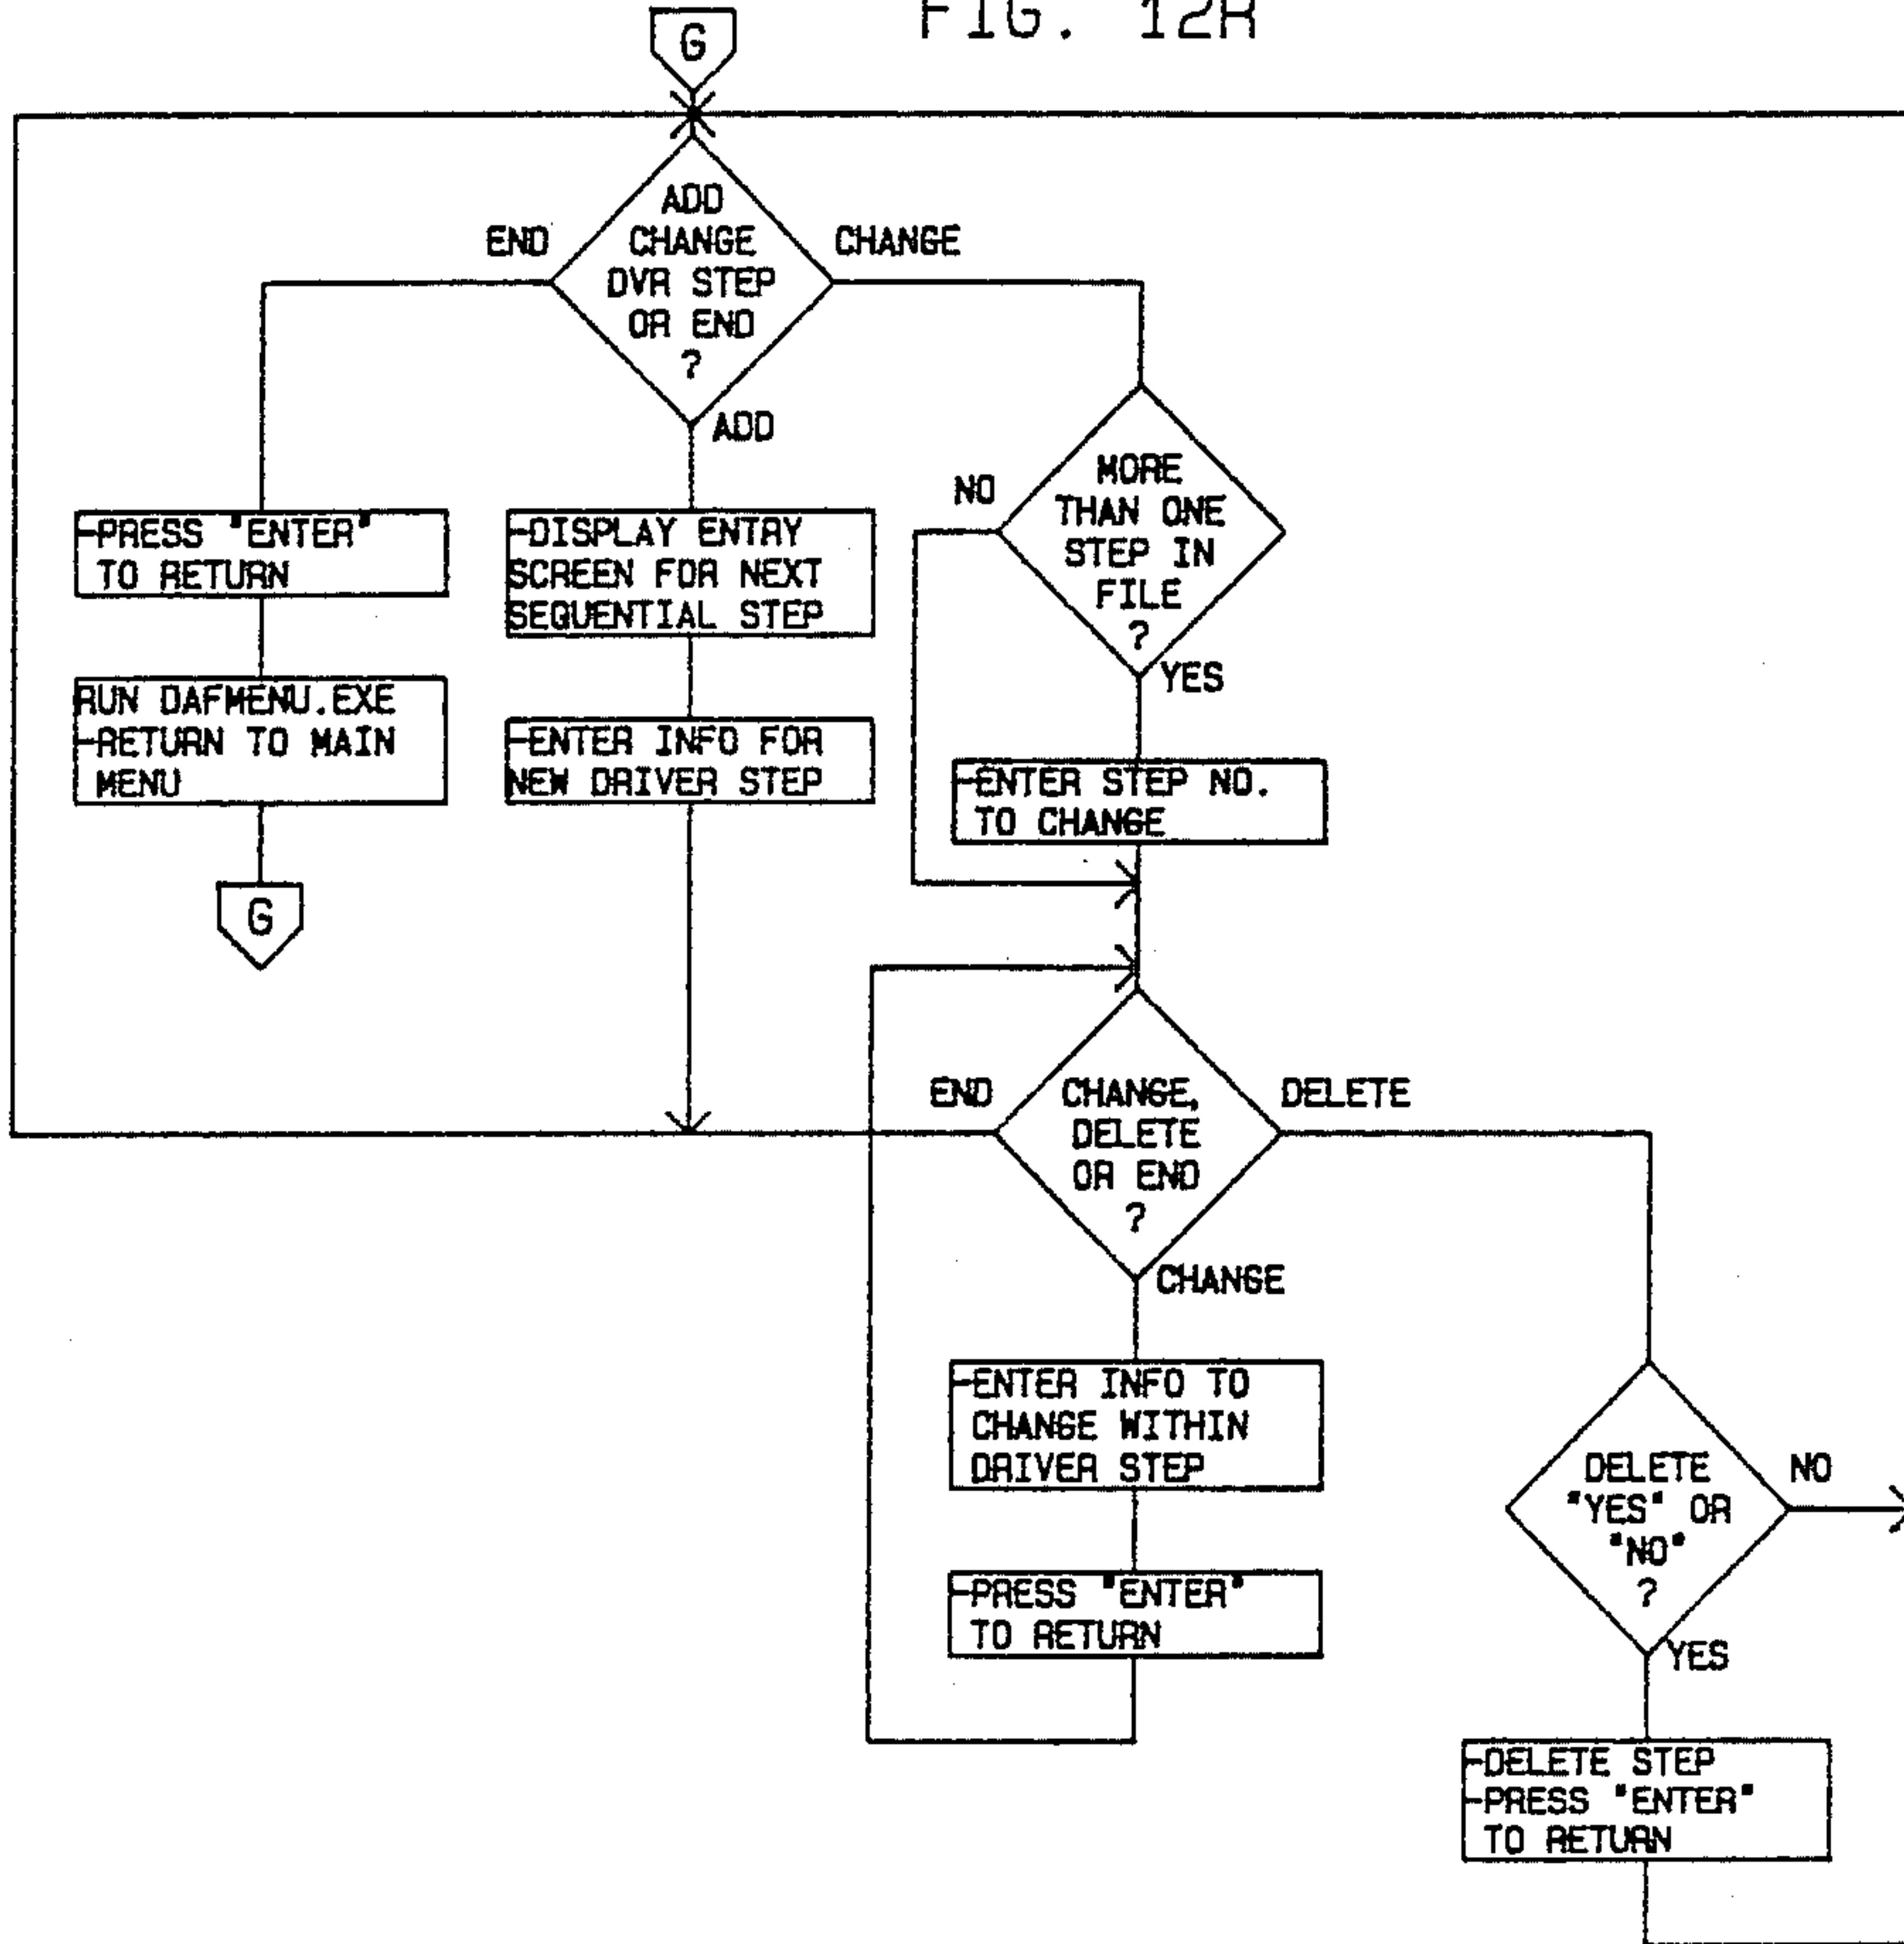 FIG. 12A
G
ADD
CHANGE
DVR STEP
OR END
?
END
CHANGE
ADD
-PRESS "ENTER"
TO RETURN
RUN DAFMENU.EXE
-RETURN TO MAIN
MENU
G
-DISPLAY ENTRY
SCREEN FOR NEXT
SEQUENTIAL STEP
-ENTER INFO FOR
NEW DRIVER STEP
MORE
THAN ONE
STEP IN
FILE
?
NO
YES
-ENTER STEP NO.
TO CHANGE
CHANGE,
DELETE
OR END
?
END
DELETE
CHANGE
-ENTER INFO TO
CHANGE WITHIN
DRIVER STEP
-PRESS "ENTER"
TO RETURN
DELETE
"YES" OR
"NO"
?
NO
YES
-DELETE STEP
-PRESS "ENTER"
TO RETURN